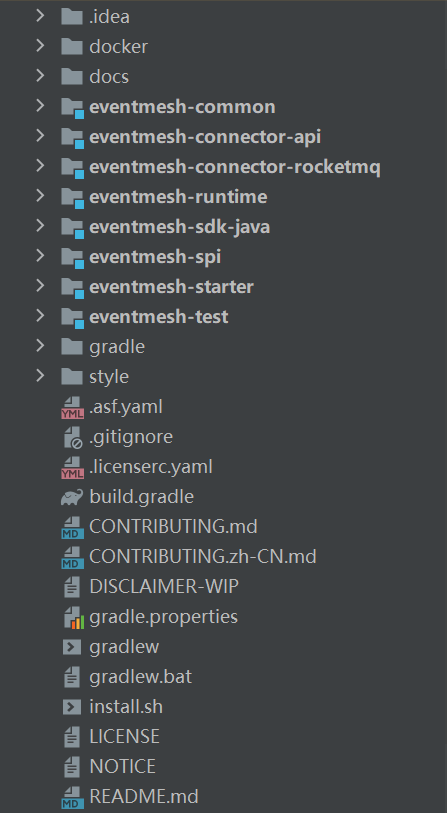 .idea
docker
docs
eventmesh-common
eventmesh-connector-api
eventmesh-connector-rocketmq
eventmesh-runtime
eventmesh-sdk-java
eventmesh-spi
eventmesh-starter
eventmesh-test
gradle
style
YML .asf.yaml
.gitignore
YML .licenserc.yaml
build.gradle
MD CONTRIBUTING.md
MD CONTRIBUTING.zh-CN.md
DISCLAIMER-WIP
gradle.properties
gradlew
gradlew.bat
install.sh
LICENSE
NOTICE
MD README.md